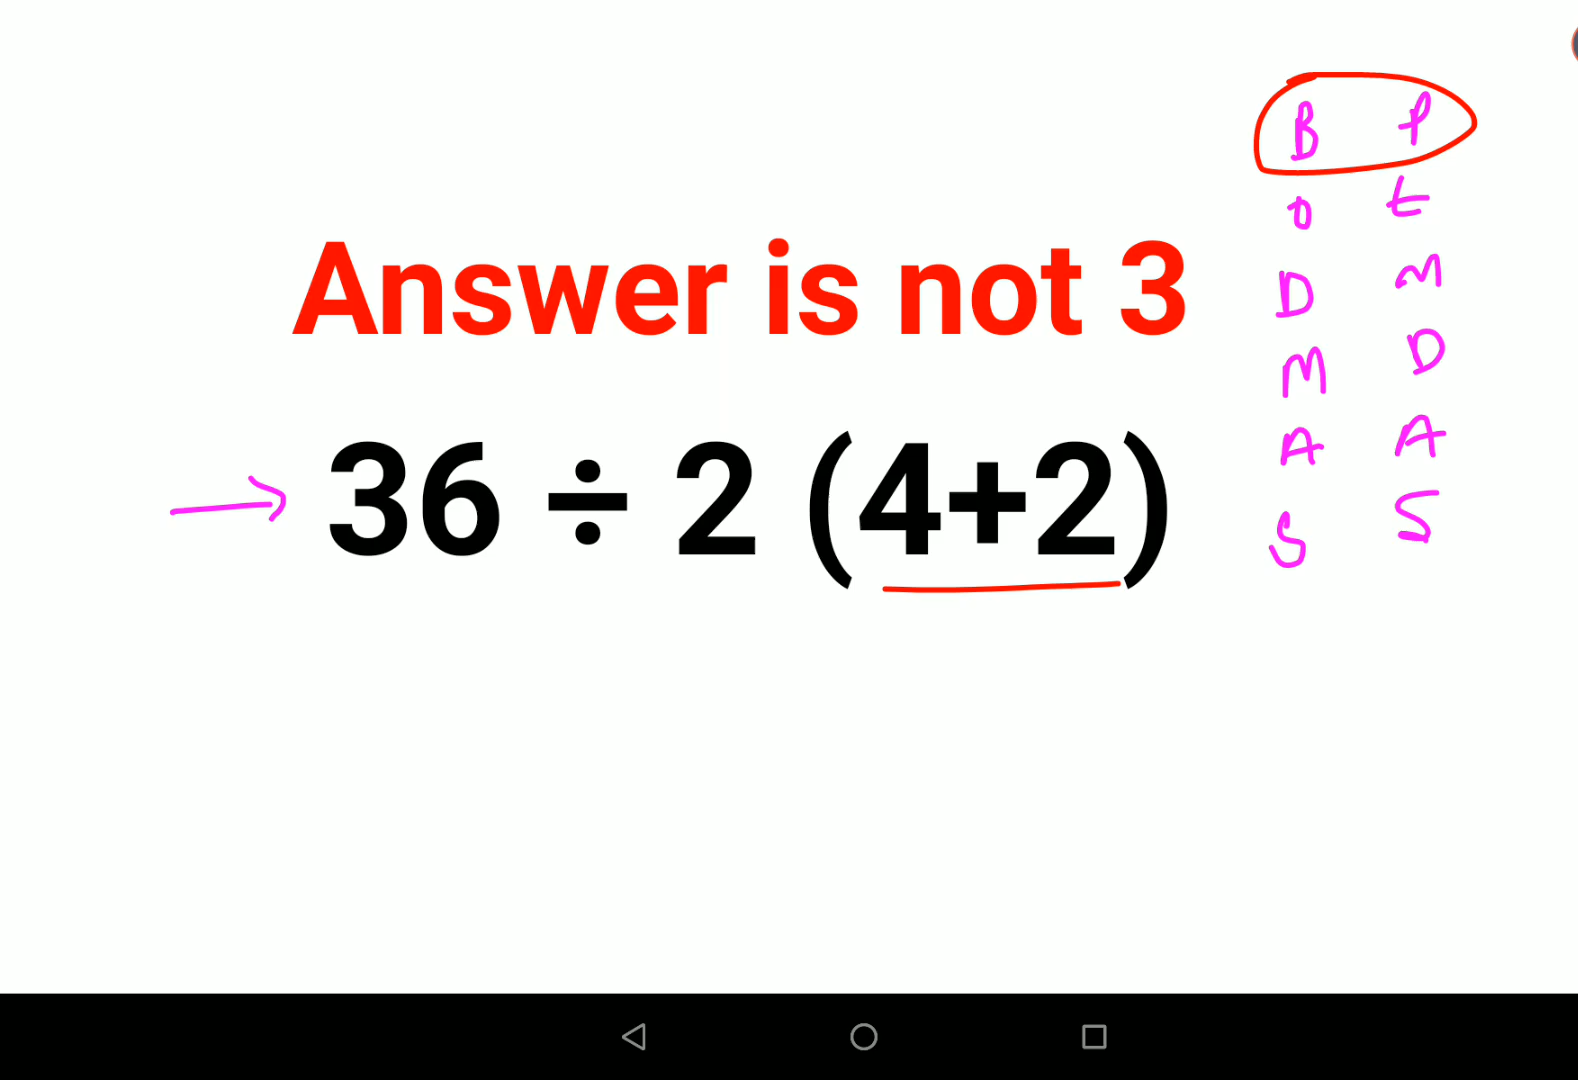 Answer is not 3
36 ÷ 2 (4+2)
B P
O E
D M
M D
A A
S S